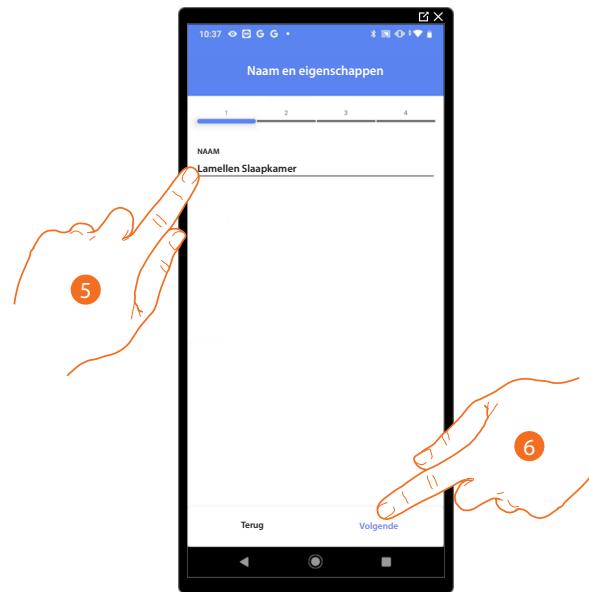 10:37 G G
Naam en eigenschappen
1 2 3 4
NAAM
Lamellen Slaapkamer
5
6
Terug Volgende